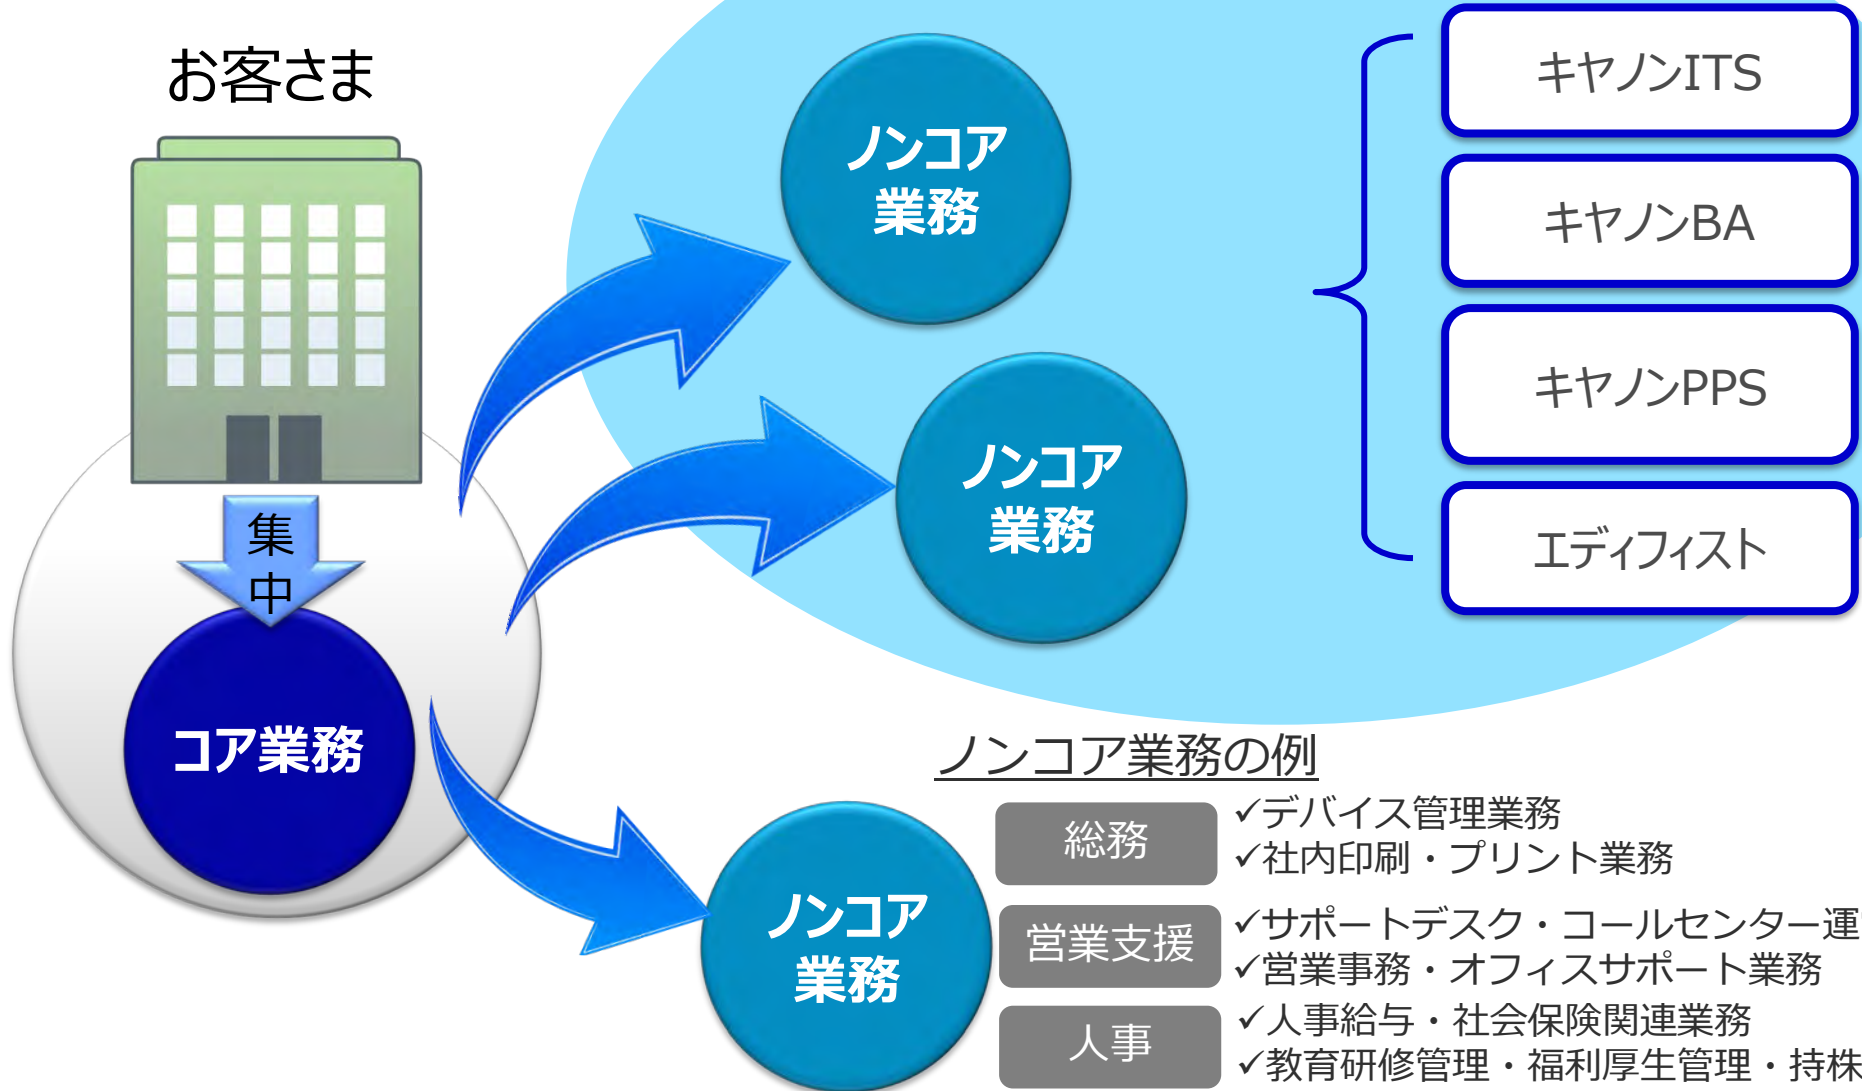 お客さま
集
中
コア業務
ノンコア
業務
ノンコア
業務
ノンコア
業務
キヤノンITS
キヤノンBA
キヤノンPPS
エディフィスト
ノンコア業務の例
総務
✓デバイス管理業務
✓社内印刷・プリント業務
営業支援
✓サポートデスク・コールセンター運
✓営業事務・オフィスサポート業務
人事
✓人事給与・社会保険関連業務
✓教育研修管理・福利厚生管理・持株